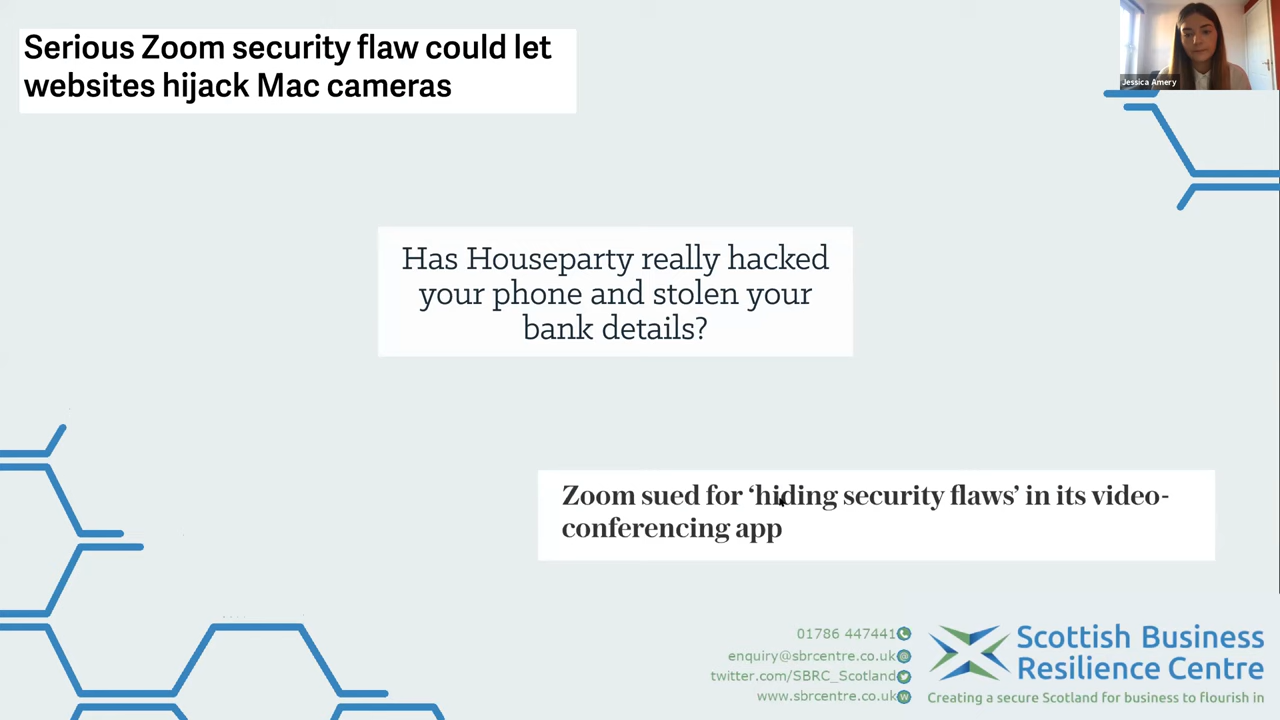 Serious Zoom security flaw could let
websites hijack Mac cameras
Jessica Amery
Has Houseparty really hacked
your phone and stolen your
bank details?
Zoom sued for ‘hiding security flaws’ in its video-
conferencing app
01786 447441
enquiry@sbrcentre.co.uk
twitter.com/SBRC_Scotland
www.sbrcentre.co.uk
Scottish Business
Resilience Centre
Creating a secure Scotland for business to flourish in